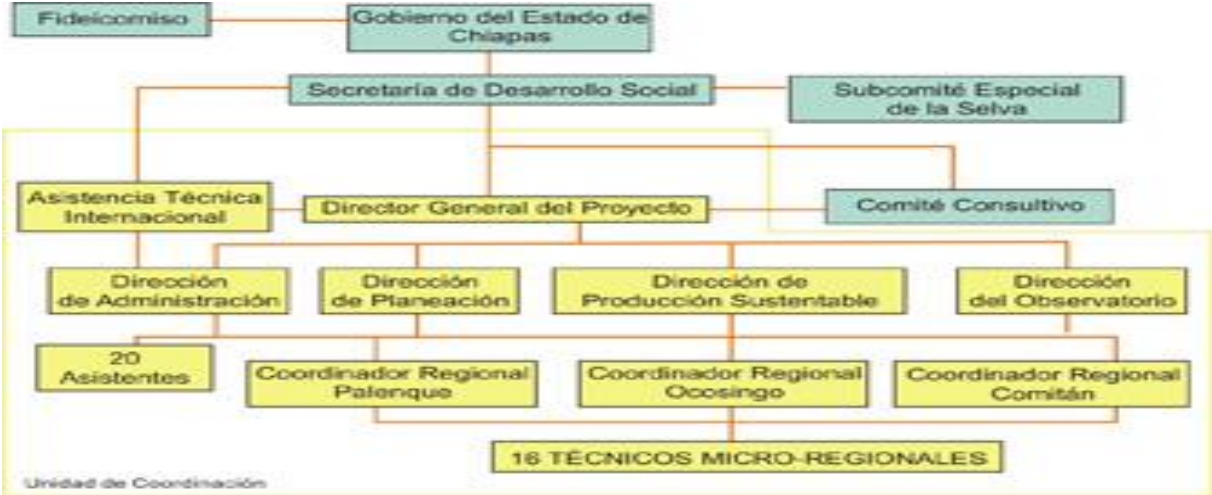 Fideicomiso
Gobierno del Estado de
Chiapas
Secretaría de Desarrollo Social
Subcomité Especial
de la Selva
Asistencia Técnica
Internacional
Director General del Proyecto
Comité Consultivo
Dirección
de Administración
Dirección
de Planeación
Dirección de
Producción Sustentable
Dirección
del Observatorio
20
Asistentes
Coordinador Regional
Palenque
Coordinador Regional
Ocosingo
Coordinador Regional
Comitán
16 TÉCNICOS MICRO-REGIONALES
Unidad de Coordinación